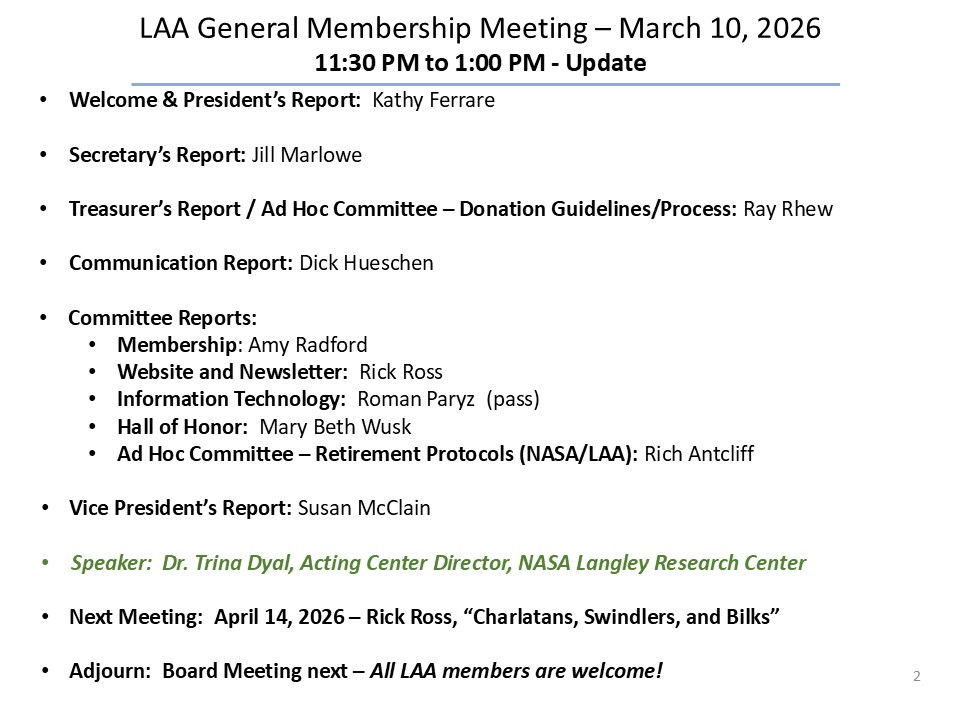 LAA General Membership Meeting – March 10, 2026
11:30 PM to 1:00 PM - Update
• Welcome & President’s Report:  Kathy Ferrare
• Secretary’s Report: Jill Marlowe
• Treasurer’s Report / Ad Hoc Committee – Donation Guidelines/Process: Ray Rhew
• Communication Report: Dick Hueschen
• Committee Reports:
• Membership: Amy Radford
• Website and Newsletter:  Rick Ross
• Information Technology:  Roman Paryz  (pass)
• Hall of Honor:  Mary Beth Wusk
• Ad Hoc Committee – Retirement Protocols (NASA/LAA): Rich Antcliff
• Vice President’s Report: Susan McClain
• Speaker:  Dr. Trina Dyal, Acting Center Director, NASA Langley Research Center
• Next Meeting:  April 14, 2026 – Rick Ross, “Charlatans, Swindlers, and Bilks”
• Adjourn:  Board Meeting next – All LAA members are welcome!
2